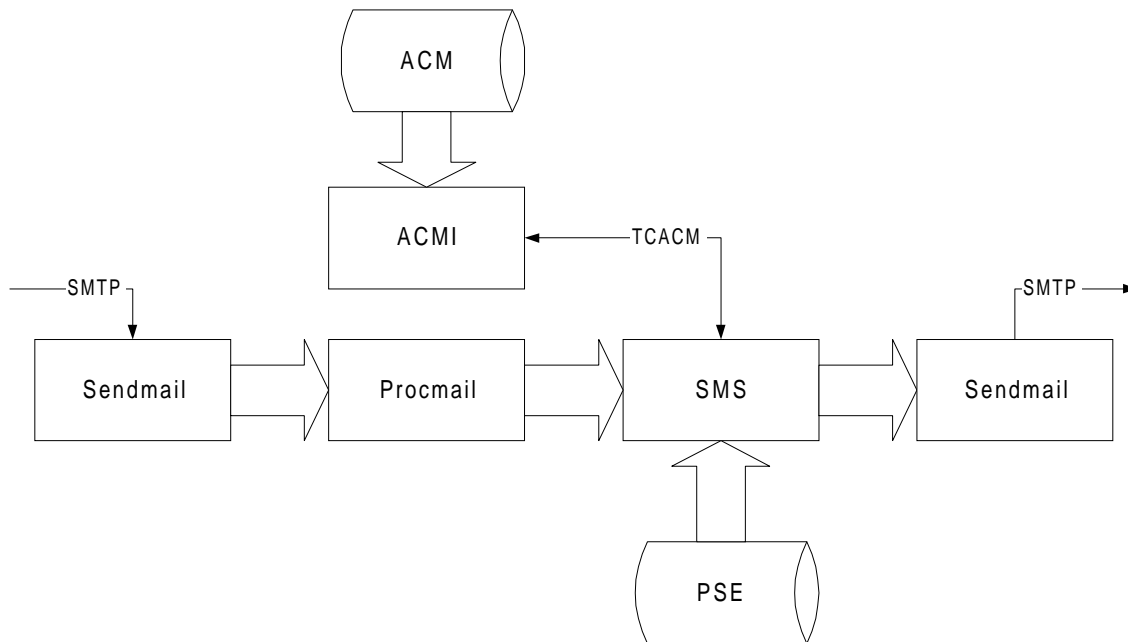 ACM
ACMI
TCACM
SMTP
SMTP
Sendmail
Procmail
SMS
Sendmail
PSE